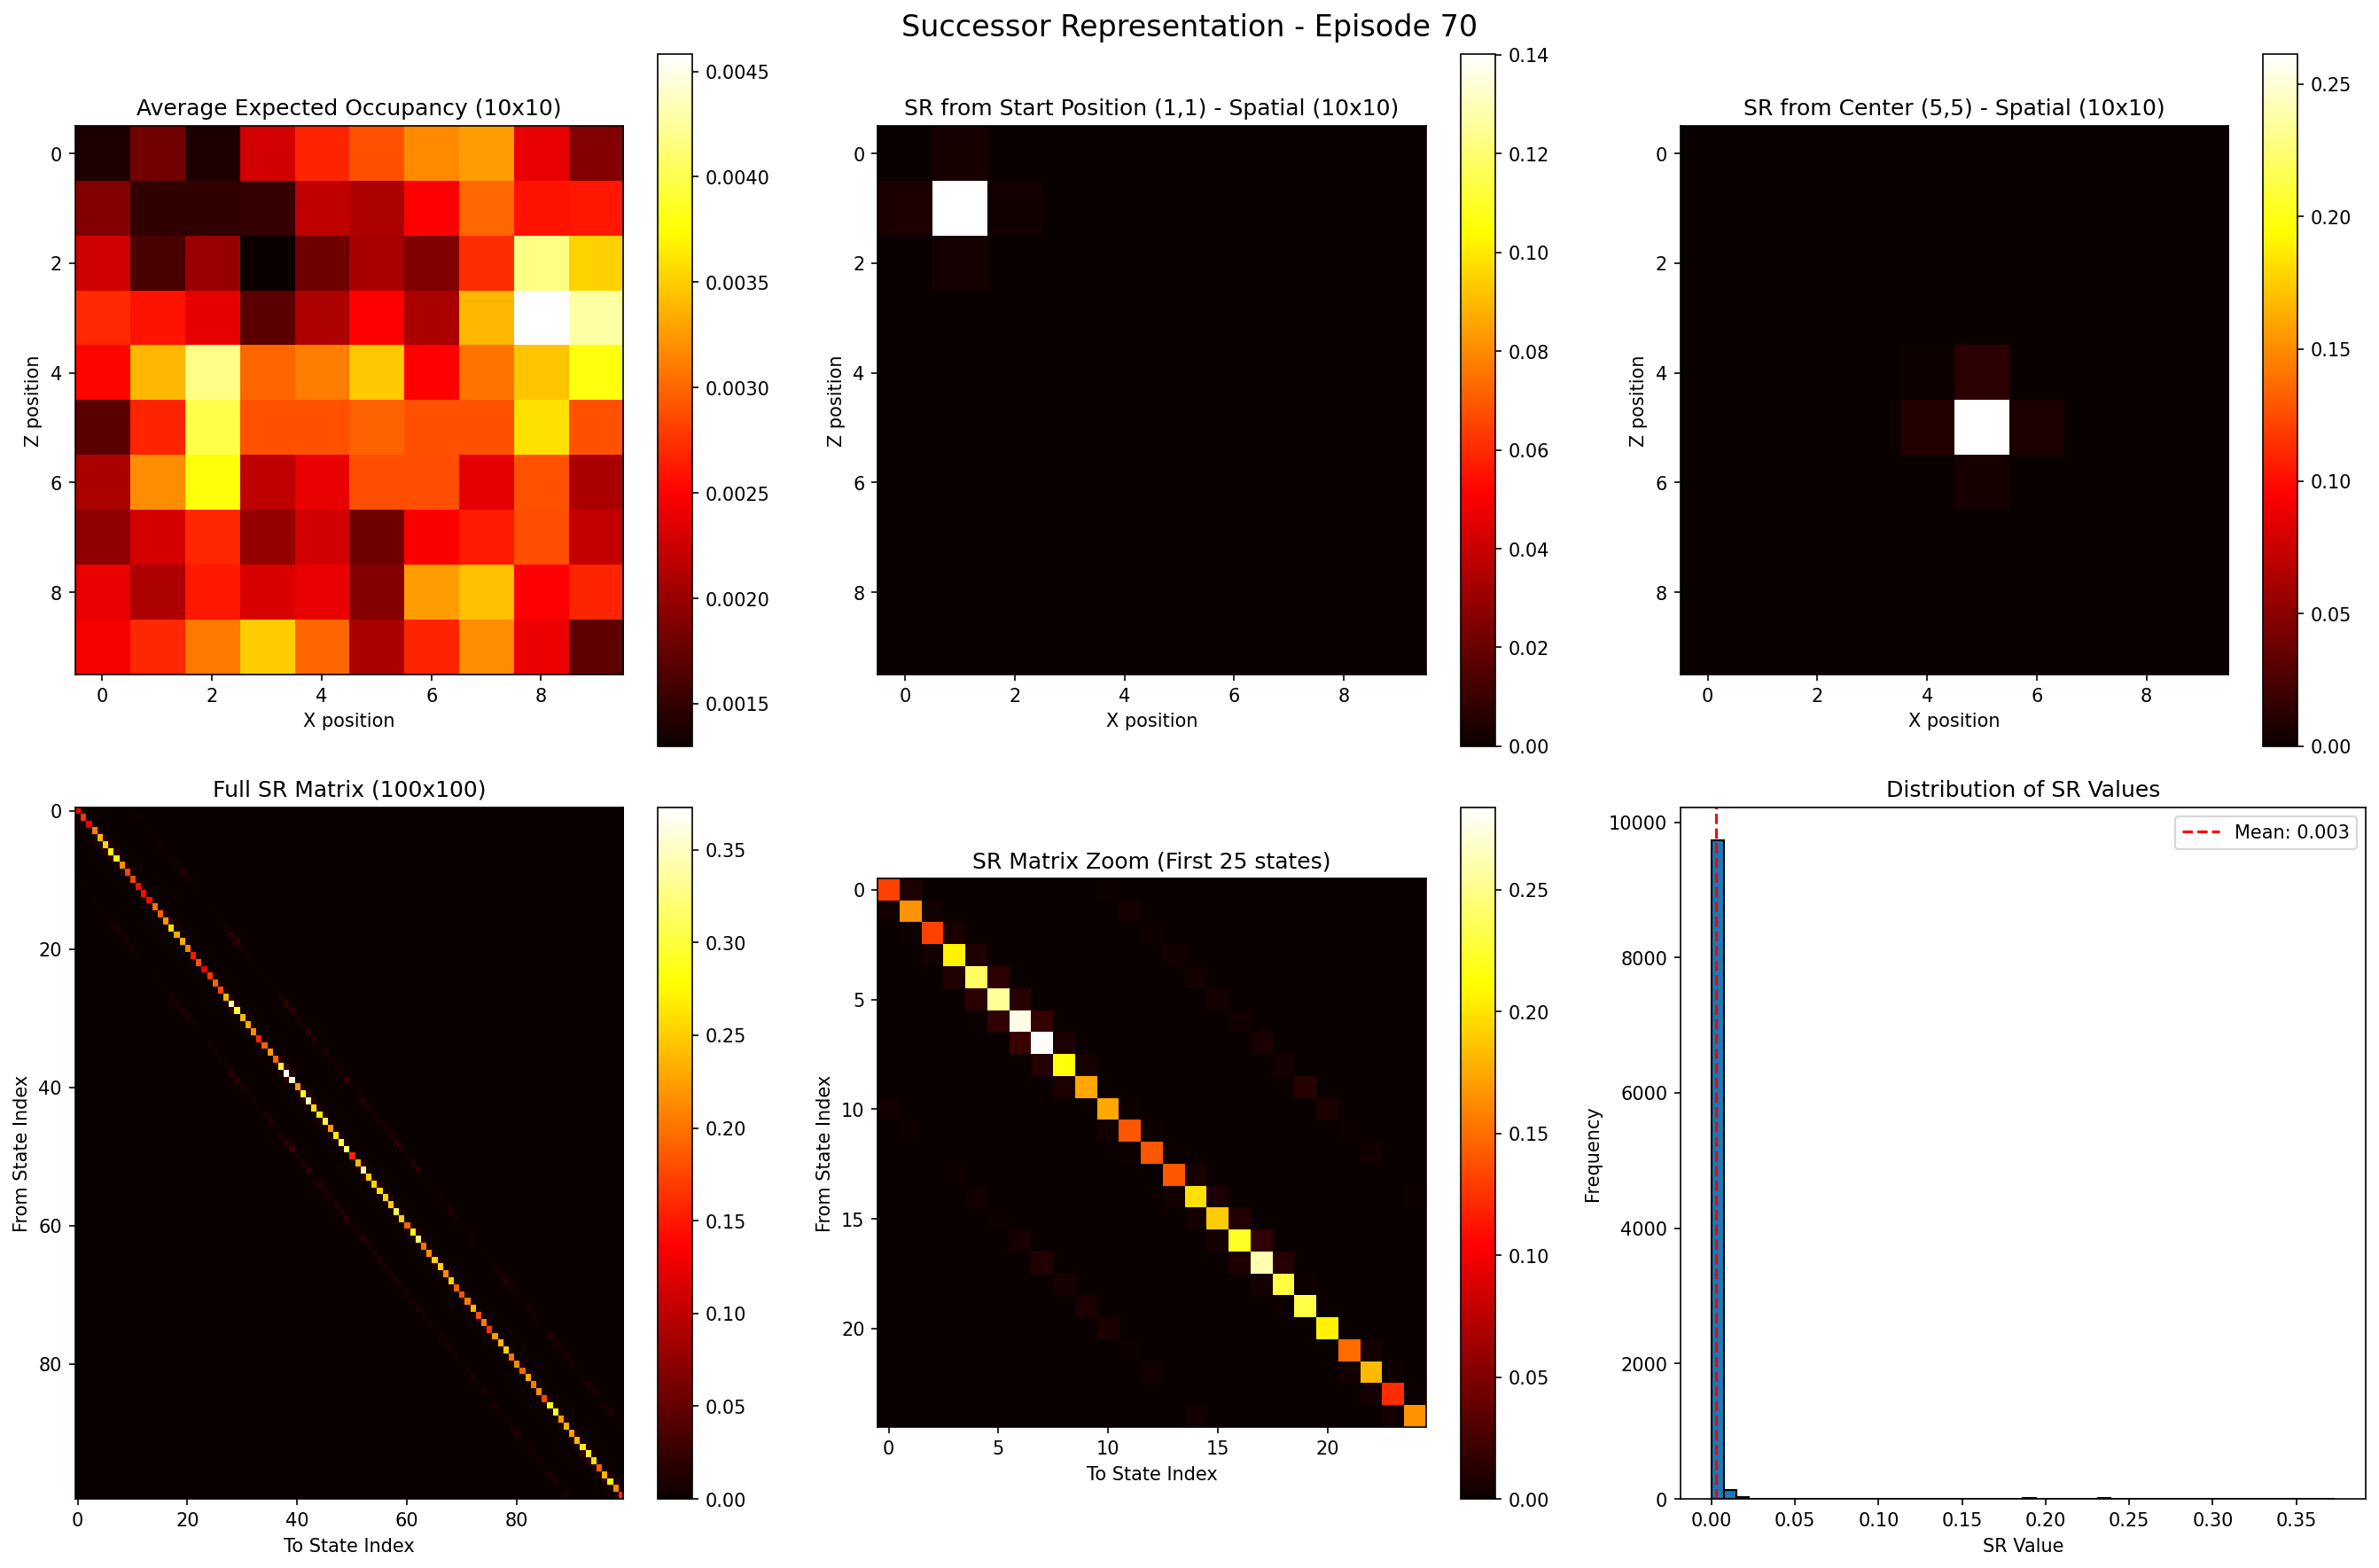 Successor Representation - Episode 70
Average Expected Occupancy (10x10)
0
2
4
6
8
Z position
0 2 4 6 8
X position
0.0045
0.0040
0.0035
0.0030
0.0025
0.0020
0.0015
SR from Start Position (1,1) - Spatial (10x10)
0
2
4
6
8
Z position
0 2 4 6 8
X position
0.14
0.12
0.10
0.08
0.06
0.04
0.02
0.00
SR from Center (5,5) - Spatial (10x10)
0
2
4
6
8
Z position
0 2 4 6 8
X position
0.25
0.20
0.15
0.10
0.05
0.00
Full SR Matrix (100x100)
0
20
40
60
80
From State Index
0 20 40 60 80
To State Index
0.35
0.30
0.25
0.20
0.15
0.10
0.05
0.00
SR Matrix Zoom (First 25 states)
0
5
10
15
20
From State Index
0 5 10 15 20
To State Index
0.25
0.20
0.15
0.10
0.05
0.00
Distribution of SR Values
Mean: 0.003
10000
8000
6000
4000
2000
0
Frequency
0.00 0.05 0.10 0.15 0.20 0.25 0.30 0.35
SR Value